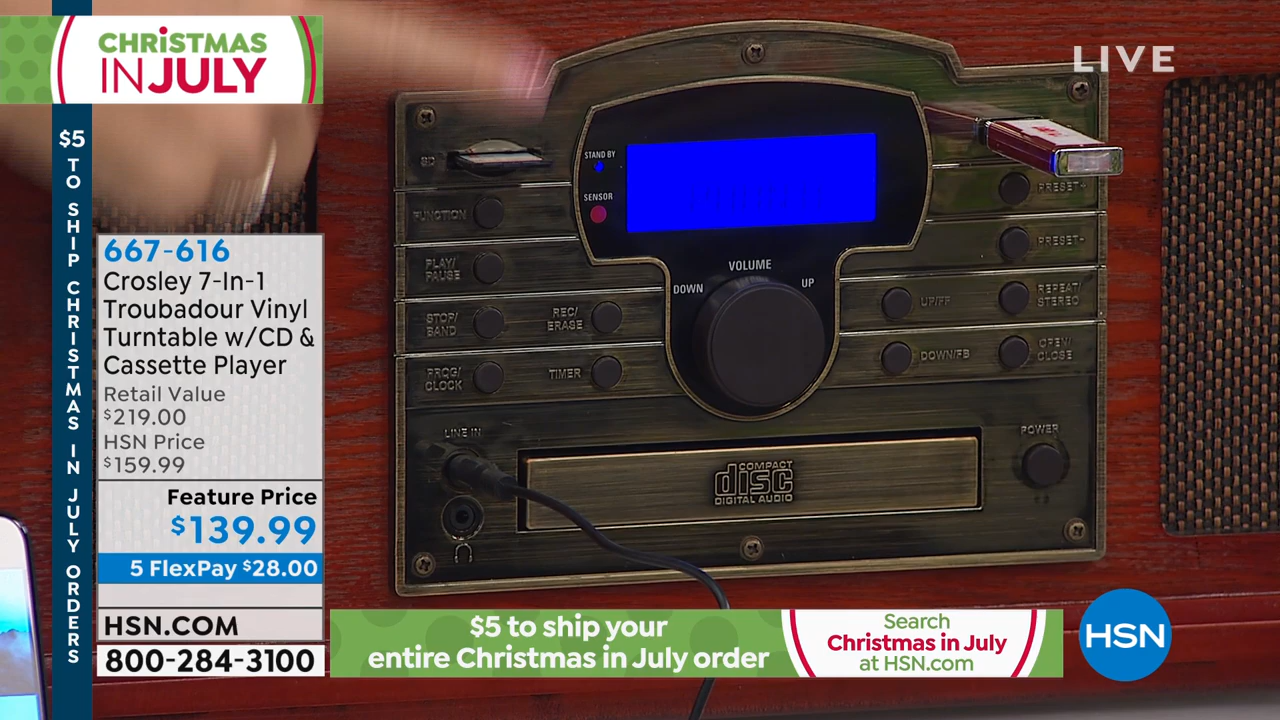 CHRiSTMAS
IN JULY
LIVE
$5 TO SHIP CHRISTMAS IN JULY ORDERS
667-616
Crosley 7-In-1
Troubadour Vinyl
Turntable w/CD &
Cassette Player
Retail Value
$219.00
HSN Price
$159.99
Feature Price
$139.99
5 FlexPay $28.00
HSN.COM
800-284-3100
STAND BY
SENSOR
FUNCTION
PLAY/
PAUSE
STOP/
BAND
REC/
ERASE
PROG/
CLOCK
TIMER
VOLUME
DOWN
UP
PRESET+
PRESET-
UP/FF
REPEAT/
STEREO
DOWN/FB
OPEN/
CLOSE
LINE IN
POWER
COMPACT
disc
DIGITAL AUDIO
$5 to ship your
entire Christmas in July order
Search
Christmas in July
at HSN.com
HSN